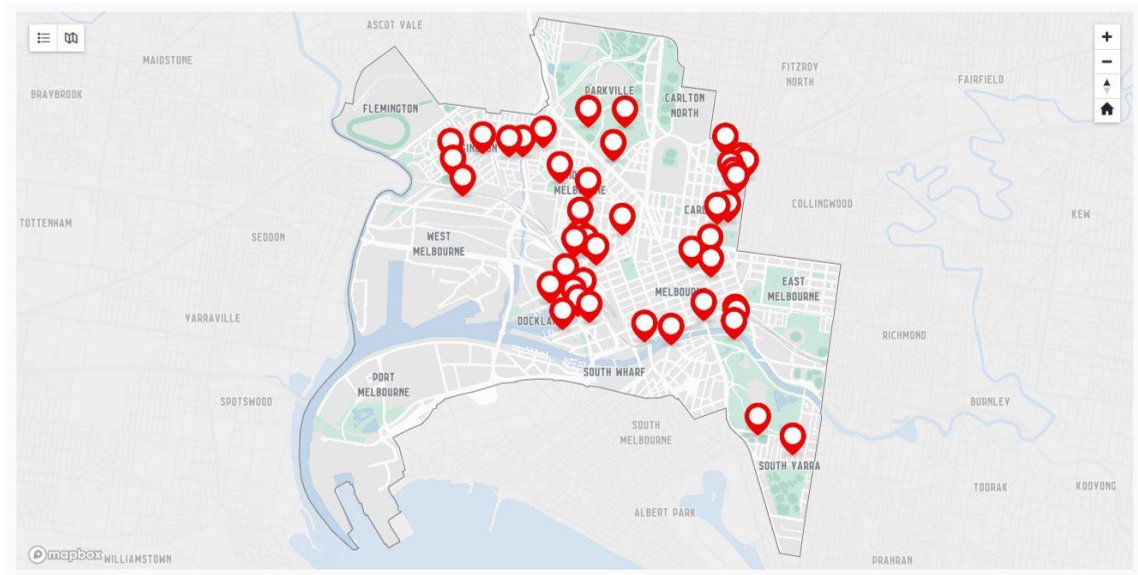 ASCOT VALE
MAIDSTONE
FITZROY
NORTH
FAIRFIELD
BRAYBROOK
PARKVILLE
CARLTON
NORTH
FLEMINGTON
MELBOURNE
COLLINGWOOD
KEW
TOTTENHAM
SEDDON
WEST
MELBOURNE
EAST
MELBOURNE
YARRAVILLE
RICHMOND
SOUTH WHARF
PORT
MELBOURNE
SPOTSWOOD
BURNLEY
SOUTH
MELBOURNE
SOUTH YARRA
TOORAK
KOOYONG
ALBERT PARK
mapbox
WILLIAMSTOWN
PRAHRAN